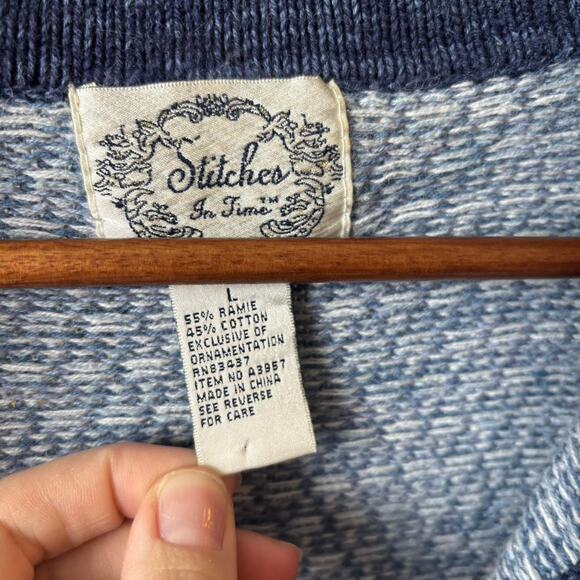 Stitches
In Time™
L
55% RAMIE
45% COTTON
EXCLUSIVE OF
ORNAMENTATION
RN83437
ITEM NO A3957
MADE IN CHINA
SEE REVERSE
FOR CARE